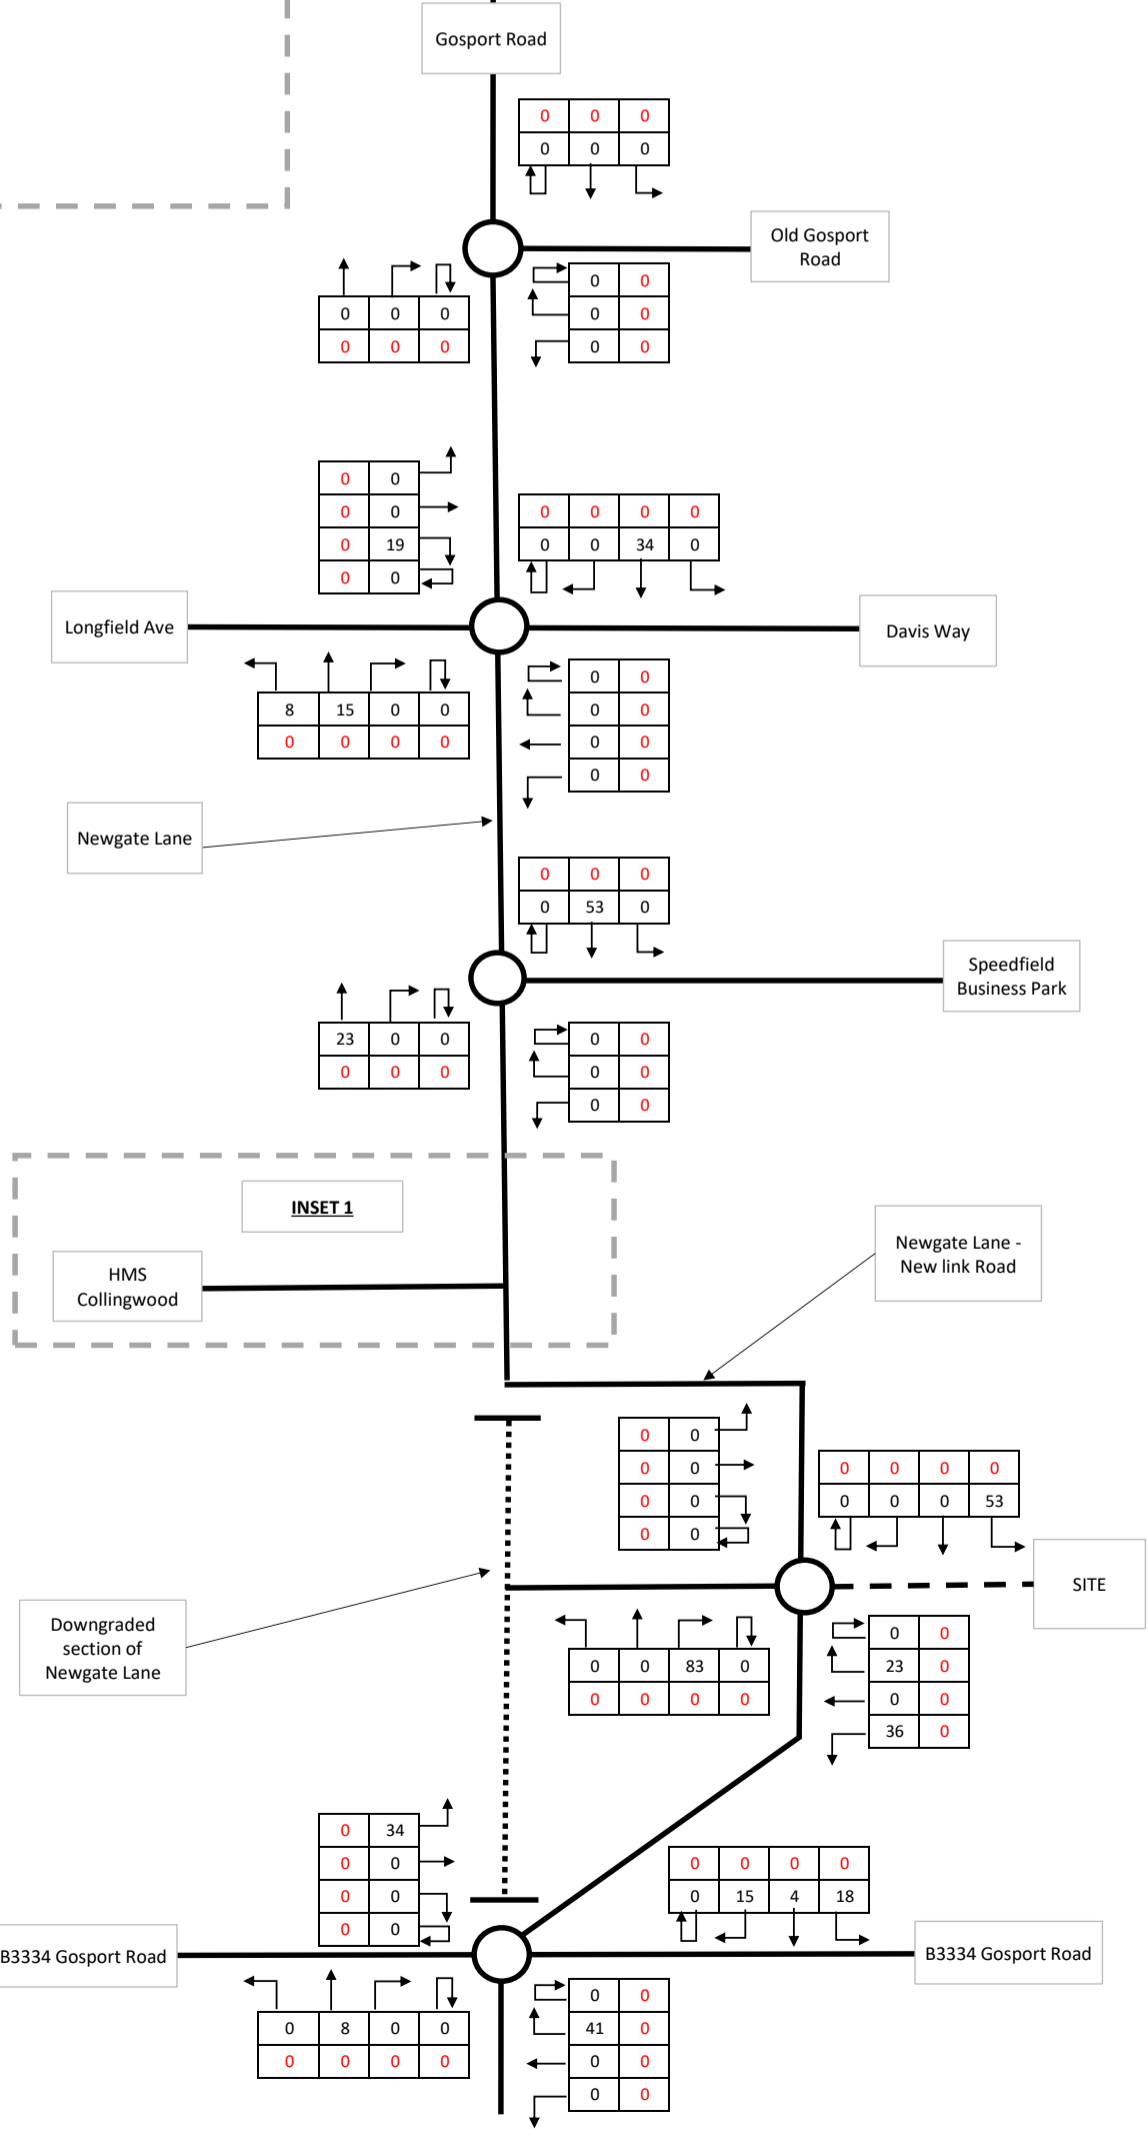 Gosport Road
0 0 0
0 0 0
Old Gosport
Road
0 0
0 0
0 0
0 0 0
0 0 0
0 0
0 0
0 19
0 0
0 0 0 0
0 0 34 0
Longfield Ave
Davis Way
8 15 0 0
0 0 0 0
0 0
0 0
0 0
0 0
Newgate Lane
0 0 0
0 53 0
Speedfield
Business Park
23 0 0
0 0 0
0 0
0 0
0 0
INSET 1
HMS
Collingwood
Newgate Lane -
New link Road
0 0
0 0
0 0
0 0
0 0 0 0
0 0 0 53
SITE
Downgraded
section of
Newgate Lane
0 0 83 0
0 0 0 0
0 0
23 0
0 0
36 0
0 34
0 0
0 0
0 0
0 0 0 0
0 15 4 18
B3334 Gosport Road
B3334 Gosport Road
0 8 0 0
0 0 0 0
0 0
41 0
0 0
0 0